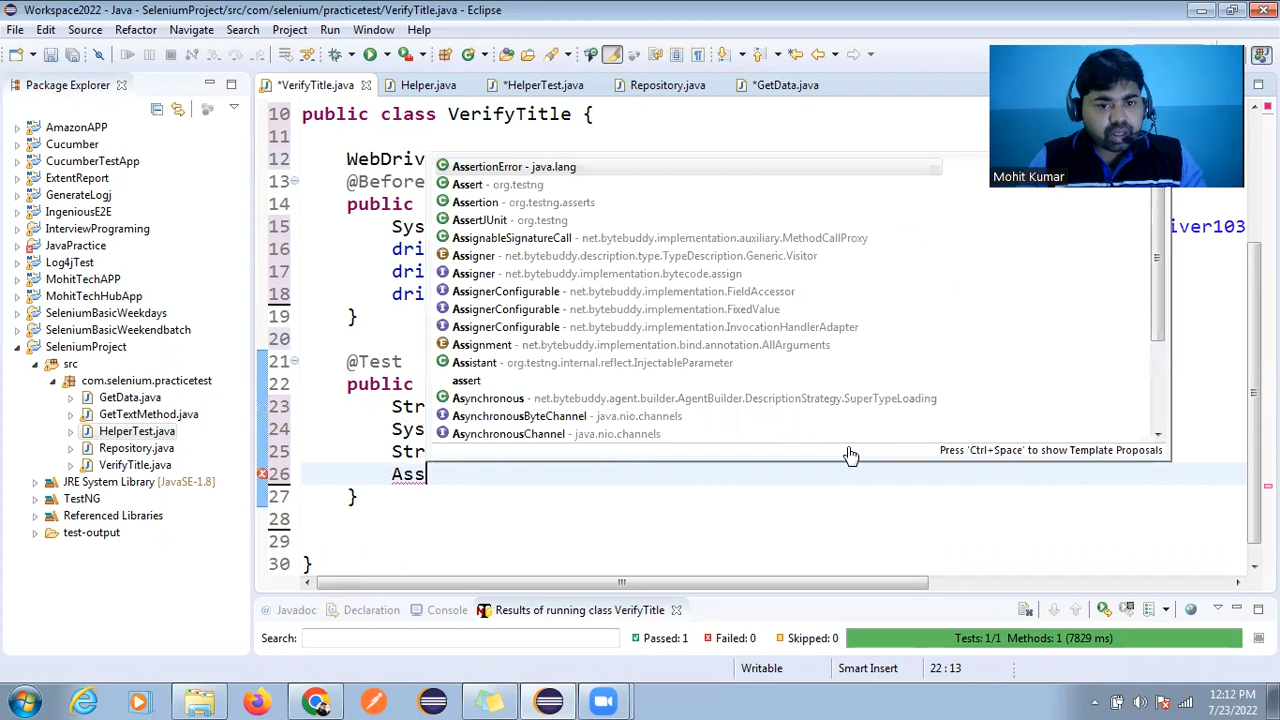 Workspace2022 - Java - SeleniumProject/src/com/selenium/practicetest/VerifyTitle.java - Eclipse
File Edit Source Refactor Navigate Search Project Run Window Help
Package Explorer
*VerifyTitle.java Helper.java *HelperTest.java Repository.java *GetData.java
AmazonAPP
Cucumber
CucumberTestApp
ExtentReport
GenerateLogj
IngeniousE2E
InterviewPrograming
JavaPractice
Log4jTest
MohitTechAPP
MohitTechHubApp
SeleniumBasicWeekdays
SeleniumBasicWeekendbatch
SeleniumProject
src
com.selenium.practicetest
GetData.java
GetTextMethod.java
HelperTest.java
Repository.java
VerifyTitle.java
JRE System Library [JavaSE-1.8]
TestNG
Referenced Libraries
test-output
10 public class VerifyTitle {
11
12 WebDriv
13 @Before
14 public
15 Sys iver103
16 dri
17 dri
18 dri
19 }
20
21 @Test
22 public
23 Str
24 Sys
25 Str
26 Ass
27 }
28
29
30 }
AssertionError - java.lang
Assert - org.testng
Assertion - org.testng.asserts
AssertJUnit - org.testng
AssignableSignatureCall - net.bytebuddy.implementation.auxiliary.MethodCallProxy
Assigner - net.bytebuddy.description.type.TypeDescription.Generic.Visitor
Assigner - net.bytebuddy.implementation.bytecode.assign
AssignerConfigurable - net.bytebuddy.implementation.FieldAccessor
AssignerConfigurable - net.bytebuddy.implementation.FixedValue
AssignerConfigurable - net.bytebuddy.implementation.InvocationHandlerAdapter
Assignment - net.bytebuddy.implementation.bind.annotation.AllArguments
Assistant - org.testng.internal.reflect.InjectableParameter
assert
Asynchronous - net.bytebuddy.agent.builder.AgentBuilder.DescriptionStrategy.SuperTypeLoading
AsynchronousByteChannel - java.nio.channels
AsynchronousChannel - java.nio.channels
Press 'Ctrl+Space' to show Template Proposals
Mohit Kumar
Javadoc Declaration Console Results of running class VerifyTitle
Search: Passed: 1 Failed: 0 Skipped: 0 Tests: 1/1 Methods: 1 (7829 ms)
Writable Smart Insert 22 : 13
12:12 PM
7/23/2022